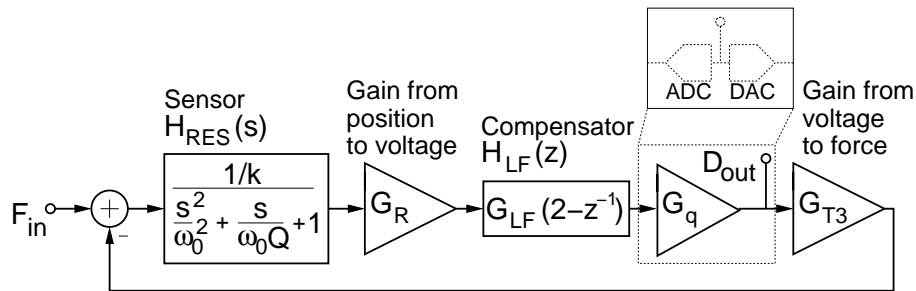 ADC DAC
Sensor
H_RES(s)
Gain from
position
to voltage
Compensator
H_LF(z)
Gain from
voltage
to force
D_out
F_in
+
-
1/k
s²/ω₀² + s/ω₀Q +1
G_R
G_LF (2–z⁻¹)
G_q
G_T3